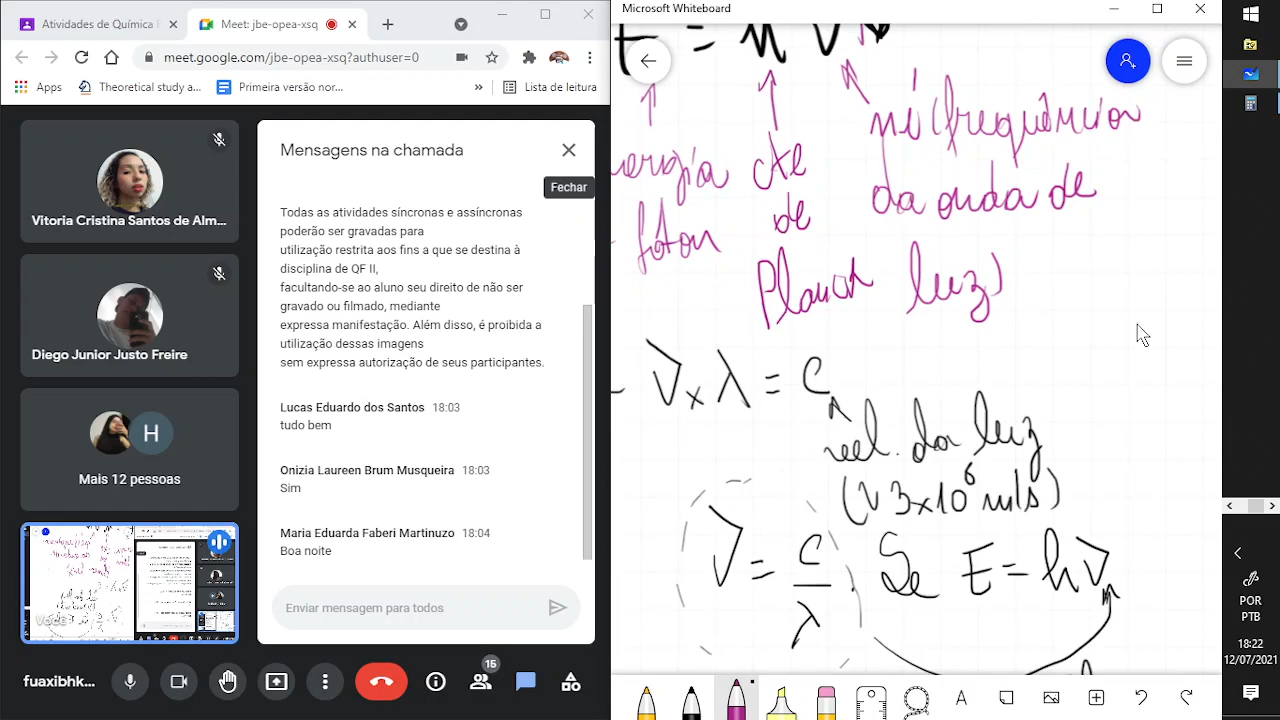 Atividades de Química F
Meet: jbe-opea-xsq
meet.google.com/jbe-opea-xsq?authuser=0
Apps
Theoretical study a...
Primeira versão nor...
»
Lista de leitura
Vitoria Cristina Santos de Alm...
Diego Junior Justo Freire
H
Mais 12 pessoas
Você
Mensagens na chamada
Fechar
Todas as atividades síncronas e assíncronas
poderão ser gravadas para
utilização restrita aos fins a que se destina à
disciplina de QF II,
facultando-se ao aluno seu direito de não ser
gravado ou filmado, mediante
expressa manifestação. Além disso, é proibida a
utilização dessas imagens
sem expressa autorização de seus participantes.
Lucas Eduardo dos Santos 18:03
tudo bem
Onizia Laureen Brum Musqueira 18:03
Sim
Maria Eduarda Faberi Martinuzo 18:04
Boa noite
Enviar mensagem para todos
fuaxibhk...
15
Microsoft Whiteboard
E = h ν
nergia cte ni (frequência
fóton de da onda de
Planck luz)
- ν x λ = c
vel. da luz
(~ 3x10⁶ m/s)
ν = c/λ. Se E = hν
A
POR
PTB
18:22
12/07/2021